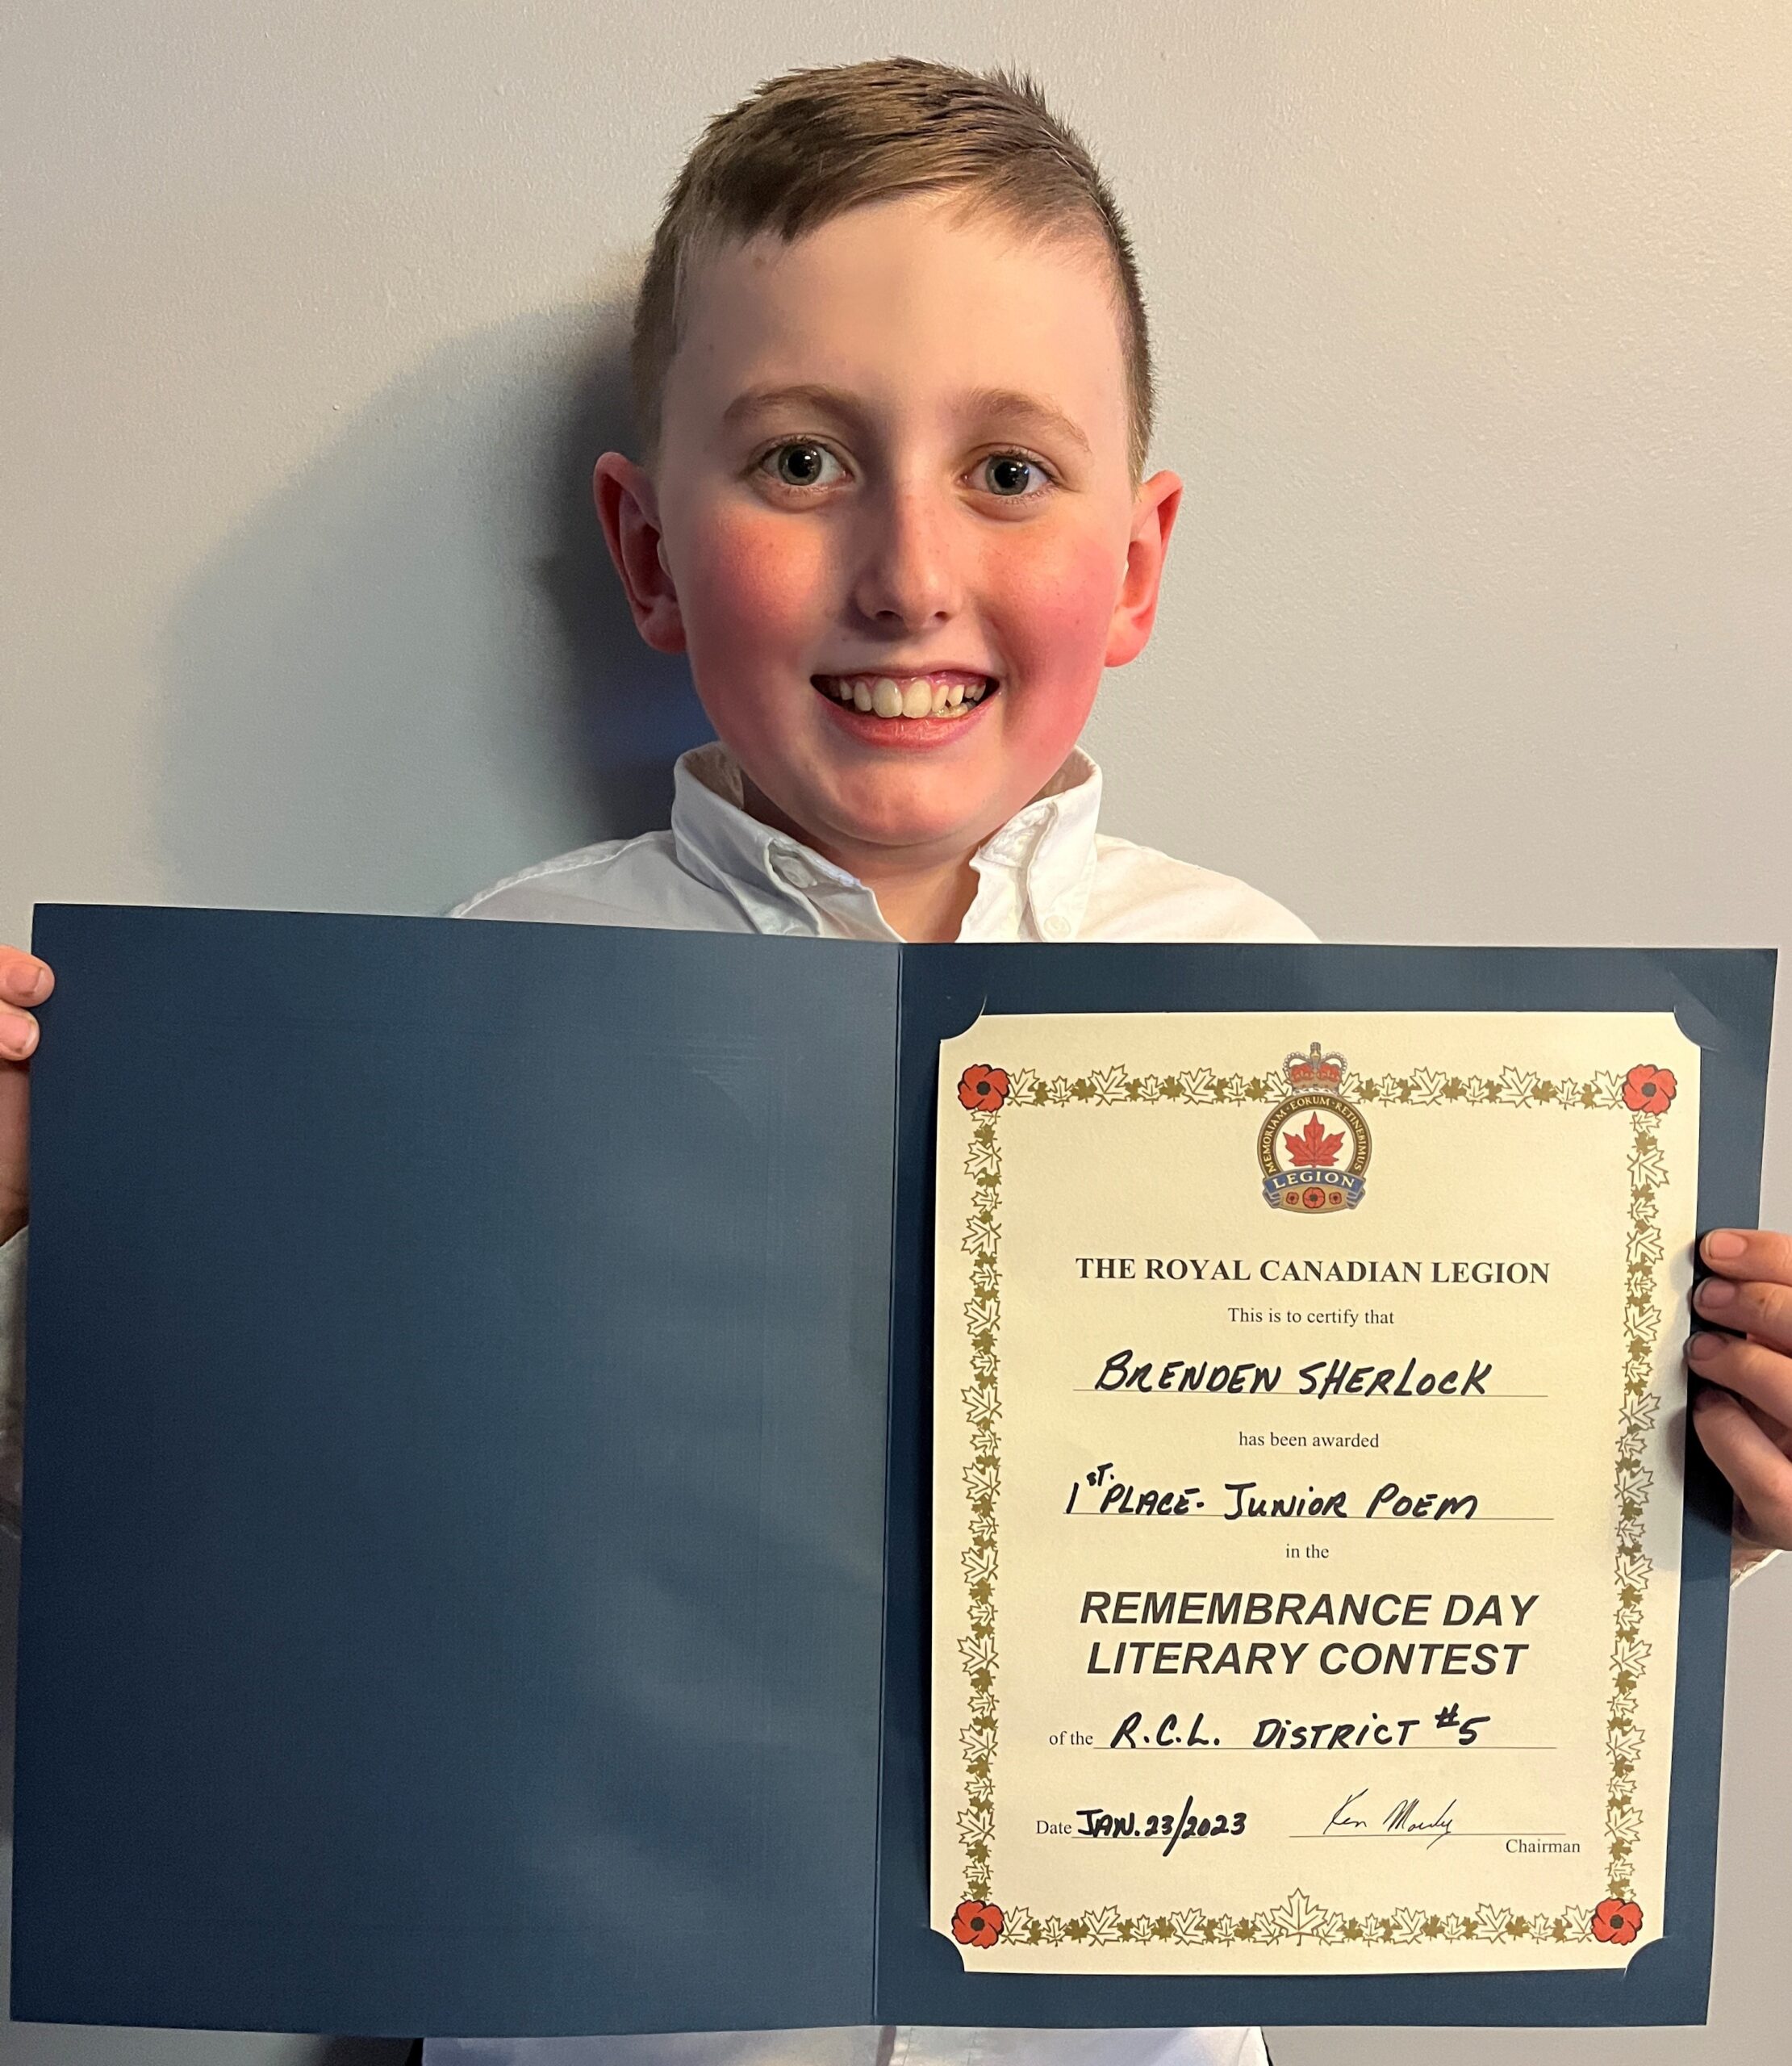 MEMORIAM·EORUM·RETINEBIMUS
LEGION
THE ROYAL CANADIAN LEGION
This is to certify that
BRENDEN SHERLOCK
has been awarded
1ST. PLACE- JUNIOR POEM
in the
REMEMBRANCE DAY
LITERARY CONTEST
of the R.C.L. DISTRICT #5
Date JAN.23/2023 Ken
Chairman